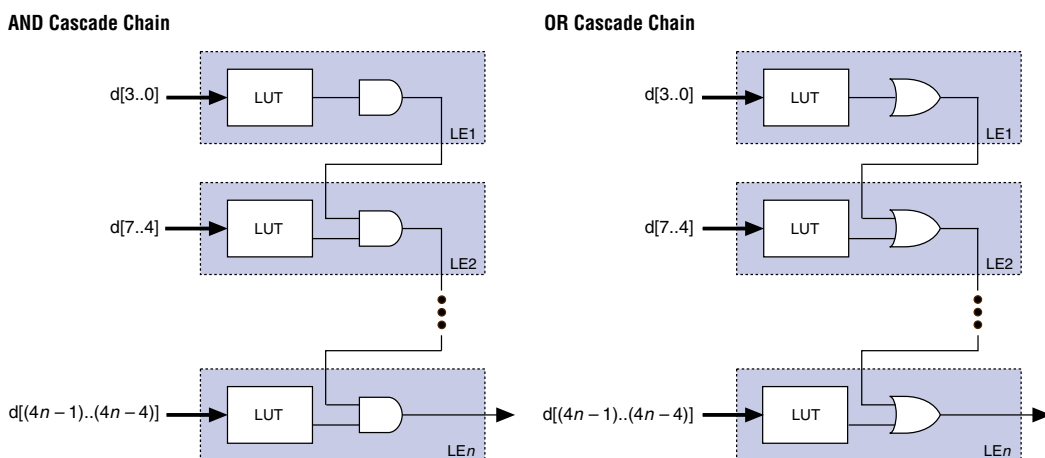 AND Cascade Chain
d[3..0]
LUT
LE1
d[7..4]
LUT
LE2
d[(4n – 1)..(4n – 4)]
LUT
LEn
OR Cascade Chain
d[3..0]
LUT
LE1
d[7..4]
LUT
LE2
d[(4n – 1)..(4n – 4)]
LUT
LEn